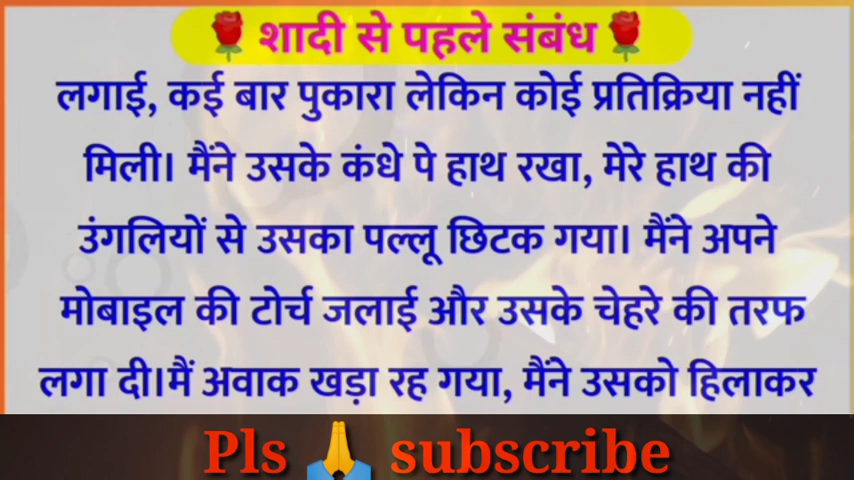 🌹शादी से पहले संबंध🌹
लगाई, कई बार पुकारा लेकिन कोई प्रतिक्रिया नहीं
मिली। मैंने उसके कंधे पे हाथ रखा, मेरे हाथ की
उंगलियों से उसका पल्लू छिटक गया। मैंने अपने
मोबाइल की टोर्च जलाई और उसके चेहरे की तरफ
लगा दी।मैं अवाक खड़ा रह गया, मैंने उसको हिलाकर
Pls 🙏 subscribe